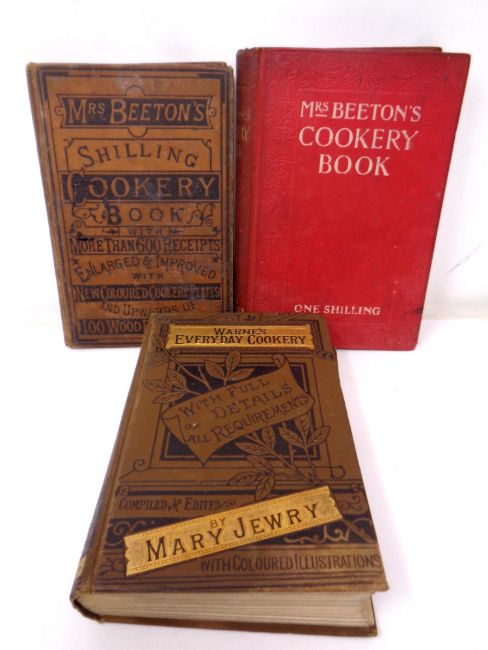 MRS BEETON'S
SHILLING
COOKERY
BOOK
WITH
MORE THAN 600 RECEIPTS
ENLARGED & IMPROVED
WITH
NEW COLOURED COOKERY PLATES
AND UPWARDS OF
100 WOOD
MRS BEETON'S
COOKERY
BOOK
ONE SHILLING
WARNE'S
EVERY-DAY COOKERY
WITH FULL
DETAILS
OF ALL REQUIREMENTS
COMPILED AND EDITED
BY
MARY JEWRY
WITH COLOURED ILLUSTRATIONS